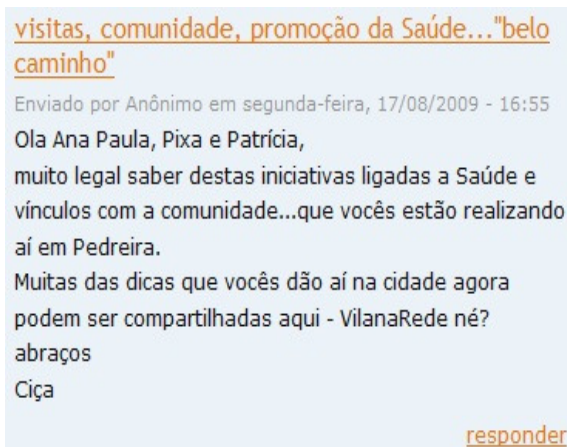 visitas, comunidade, promoção da Saúde..."belo
caminho"
Enviado por Anônimo em segunda-feira, 17/08/2009 - 16:55
Ola Ana Paula, Pixa e Patrícia,
muito legal saber destas iniciativas ligadas a Saúde e
vínculos com a comunidade...que vocês estão realizando
aí em Pedreira.
Muitas das dicas que vocês dão aí na cidade agora
podem ser compartilhadas aqui - VilanaRede né?
abraços
Ciça
responder